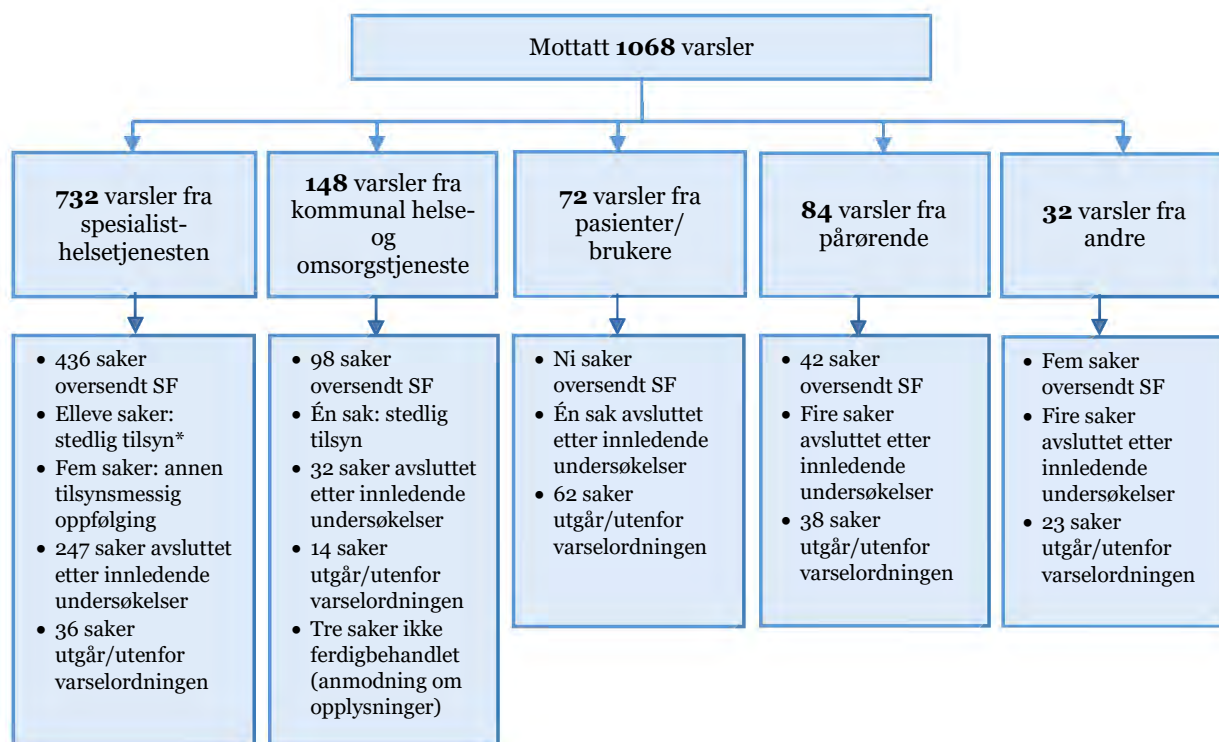 Mottatt 1068 varsler
732 varsler fra
spesialist-
helsetjenesten
148 varsler fra
kommunal helse-
og
omsorgstjeneste
72 varsler fra
pasienter/
brukere
84 varsler fra
pårørende
32 varsler fra
andre
• 436 saker
oversendt SF
• Elleve saker:
stedlig tilsyn*
• Fem saker: annen
tilsynsmessig
oppfølging
• 247 saker avsluttet
etter innledende
undersøkelser
• 36 saker
utgår/utenfor
varselordningen
• 98 saker
oversendt SF
• Én sak: stedlig
tilsyn
• 32 saker avsluttet
etter innledende
undersøkelser
• 14 saker
utgår/utenfor
varselordningen
• Tre saker ikke
ferdigbehandlet
(anmodning om
opplysninger)
• Ni saker
oversendt SF
• Én sak avsluttet
etter innledende
undersøkelser
• 62 saker
utgår/utenfor
varselordningen
• 42 saker
oversendt SF
• Fire saker
avsluttet etter
innledende
undersøkelser
• 38 saker
utgår/utenfor
varselordningen
• Fem saker
oversendt SF
• Fire saker
avsluttet etter
innledende
undersøkelser
• 23 saker
utgår/utenfor
varselordningen